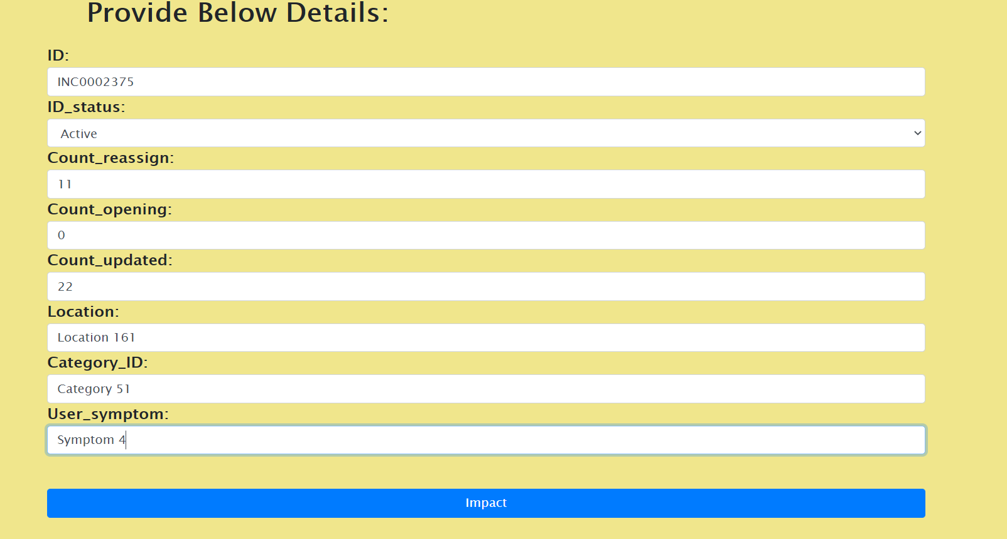 Provide Below Details:
ID:
INC0002375
ID_status:
Active
Count_reassign:
11
Count_opening:
0
Count_updated:
22
Location:
Location 161
Category_ID:
Category 51
User_symptom:
Symptom 4
Impact